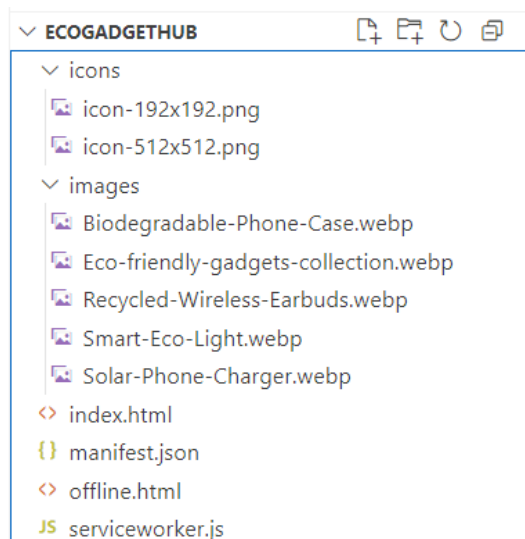 ECOGADGETHUB
icons
icon-192x192.png
icon-512x512.png
images
Biodegradable-Phone-Case.webp
Eco-friendly-gadgets-collection.webp
Recycled-Wireless-Earbuds.webp
Smart-Eco-Light.webp
Solar-Phone-Charger.webp
<> index.html
{} manifest.json
<> offline.html
JS serviceworker.js